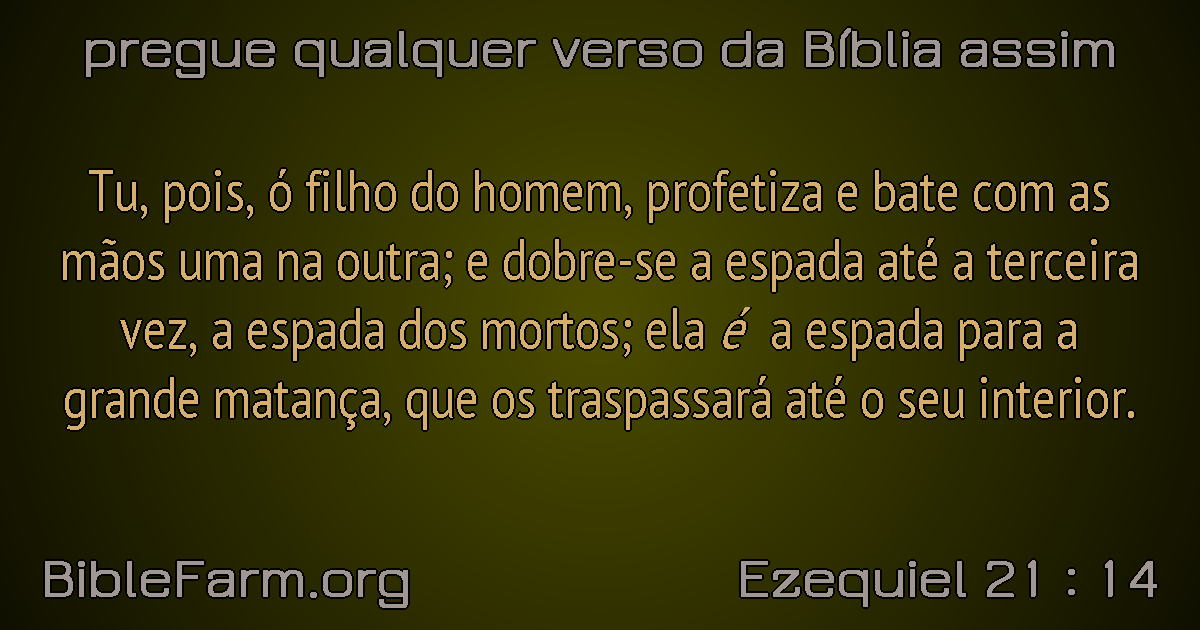 pregue qualquer verso da Bíblia assim
Tu, pois, ó filho do homem, profetiza e bate com as
mãos uma na outra; e dobre-se a espada até a terceira
vez, a espada dos mortos; ela é a espada para a
grande matança, que os traspassará até o seu interior.
BibleFarm.org
Ezequiel 21 : 14